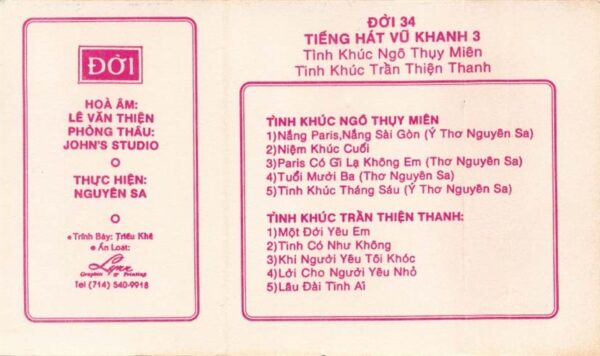 ĐỜI
HOÀ ÂM:
LÊ VĂN THIỆN
PHÒNG THÂU:
JOHN'S STUDIO
THỰC HIỆN:
NGUYÊN SA
Trình Bày: Triều Khê
Ấn Loát:
Lynn
Graphics & Printing
Tel (714) 540-9918
ĐỜI 34
TIẾNG HÁT VŨ KHANH 3
Tình Khúc Ngô Thụy Miên
Tình Khúc Trần Thiện Thanh
TÌNH KHÚC NGÔ THỤY MIÊN
1)Nắng Paris,Nắng Sài Gòn (Ý Thơ Nguyên Sa)
2)Niệm Khúc Cuối
3)Paris Có Gì Lạ Không Em (Thơ Nguyên Sa)
4)Tuổi Mười Ba (Thơ Nguyên Sa)
5)Tình Khúc Tháng Sáu (Ý Thơ Nguyên Sa)
TÌNH KHÚC TRẦN THIỆN THANH:
1)Một Đời Yêu Em
2)Tình Có Như Không
3)Khi Người Yêu Tôi Khóc
4)Lời Cho Người Yêu Nhỏ
5)Lâu Đài Tình Ái